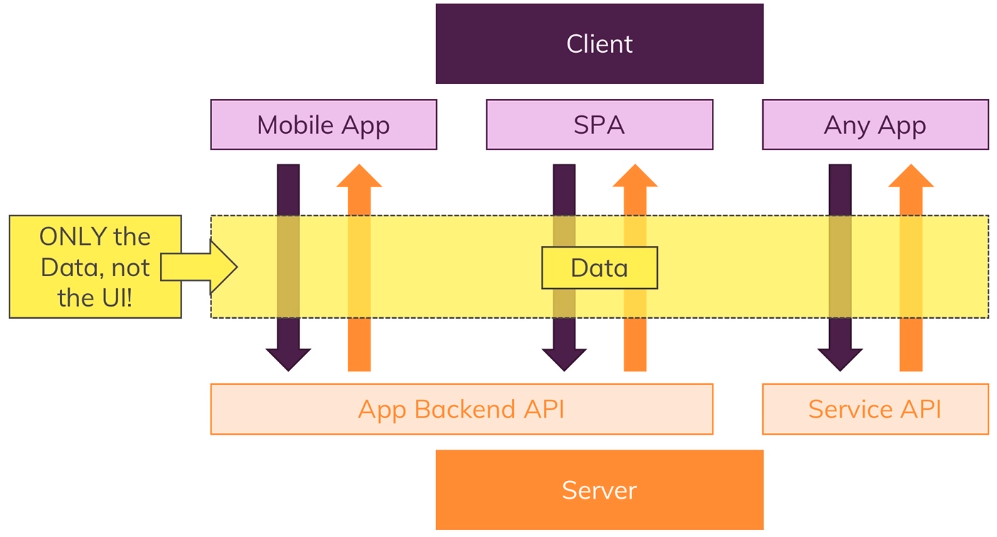 Client
Mobile App
SPA
Any App
ONLY the
Data, not
the UI!
Data
App Backend API
Service API
Server